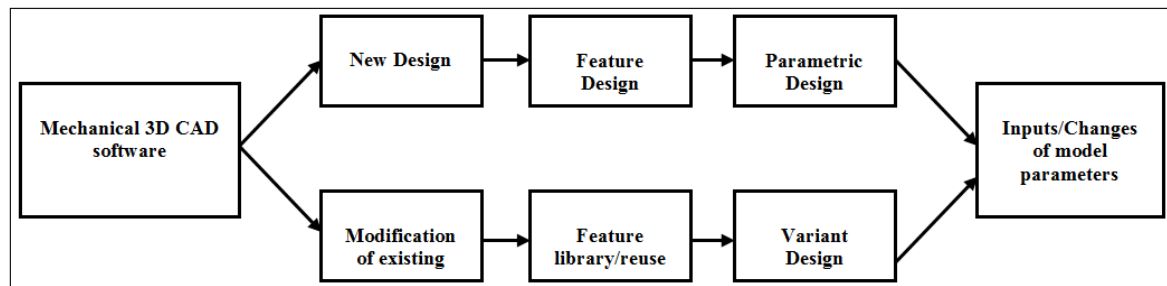 Mechanical 3D CAD
software
New Design
Feature
Design
Parametric
Design
Modification
of existing
Feature
library/reuse
Variant
Design
Inputs/Changes
of model
parameters